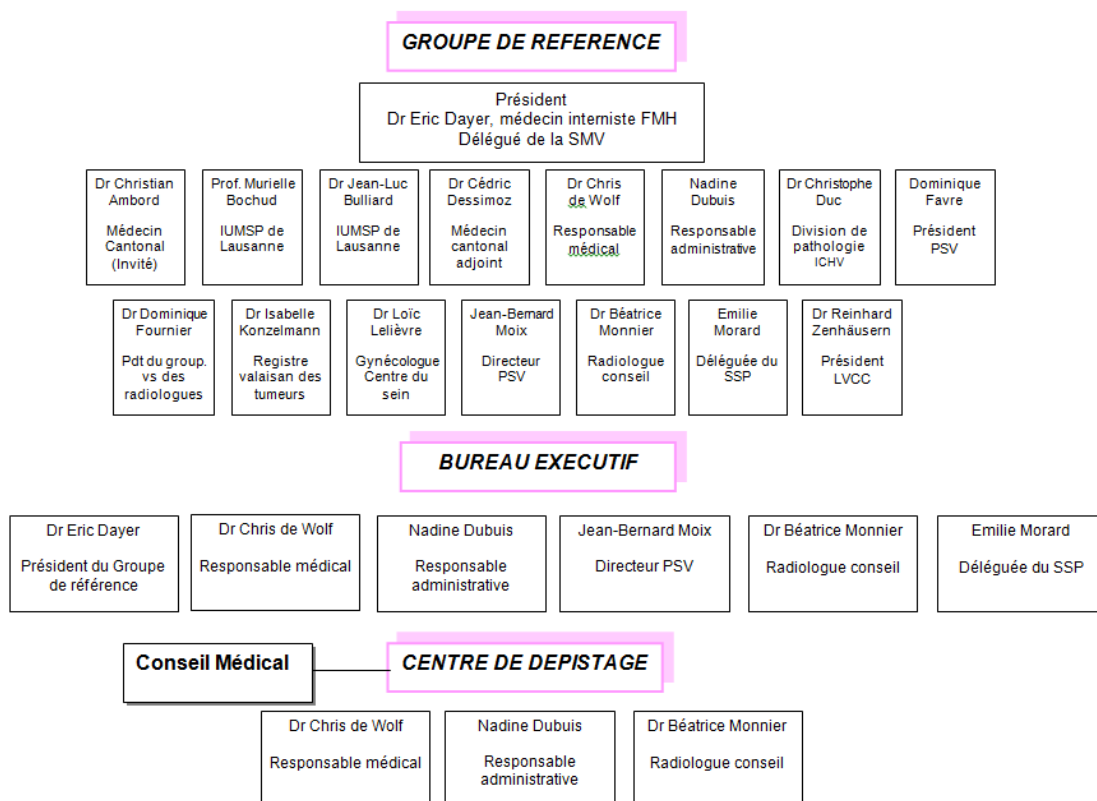 GROUPE DE REFERENCE
Président
Dr Eric Dayer, médecin interniste FMH
Délégué de la SMV
Dr Christian
Ambord
Médecin
Cantonal
(Invité)
Prof. Murielle
Bochud
IUMSP de
Lausanne
Dr Jean-Luc
Bulliard
IUMSP de
Lausanne
Dr Cédric
Dessimoz
Médecin
cantonal
adjoint
Dr Chris
de Wolf
Responsable
médical
Nadine
Dubuis
Responsable
administrative
Dr Christophe
Duc
Division de
pathologie
ICHV
Dominique
Favre
Président
PSV
Dr Dominique
Fournier
Pdt du group.
vs des
radiologues
Dr Isabelle
Konzelmann
Registre
valaisan des
tumeurs
Dr Loïc
Lelièvre
Gynécologue
Centre du
sein
Jean-Bernard
Moix
Directeur
PSV
Dr Béatrice
Monnier
Radiologue
conseil
Emilie
Morard
Déléguée du
SSP
Dr Reinhard
Zenhäusern
Président
LVCC
BUREAU EXECUTIF
Dr Eric Dayer
Président du Groupe
de référence
Dr Chris de Wolf
Responsable médical
Nadine Dubuis
Responsable
administrative
Jean-Bernard Moix
Directeur PSV
Dr Béatrice Monnier
Radiologue conseil
Emilie Morard
Déléguée du SSP
Conseil Médical
CENTRE DE DEPISTAGE
Dr Chris de Wolf
Responsable médical
Nadine Dubuis
Responsable
administrative
Dr Béatrice Monnier
Radiologue conseil